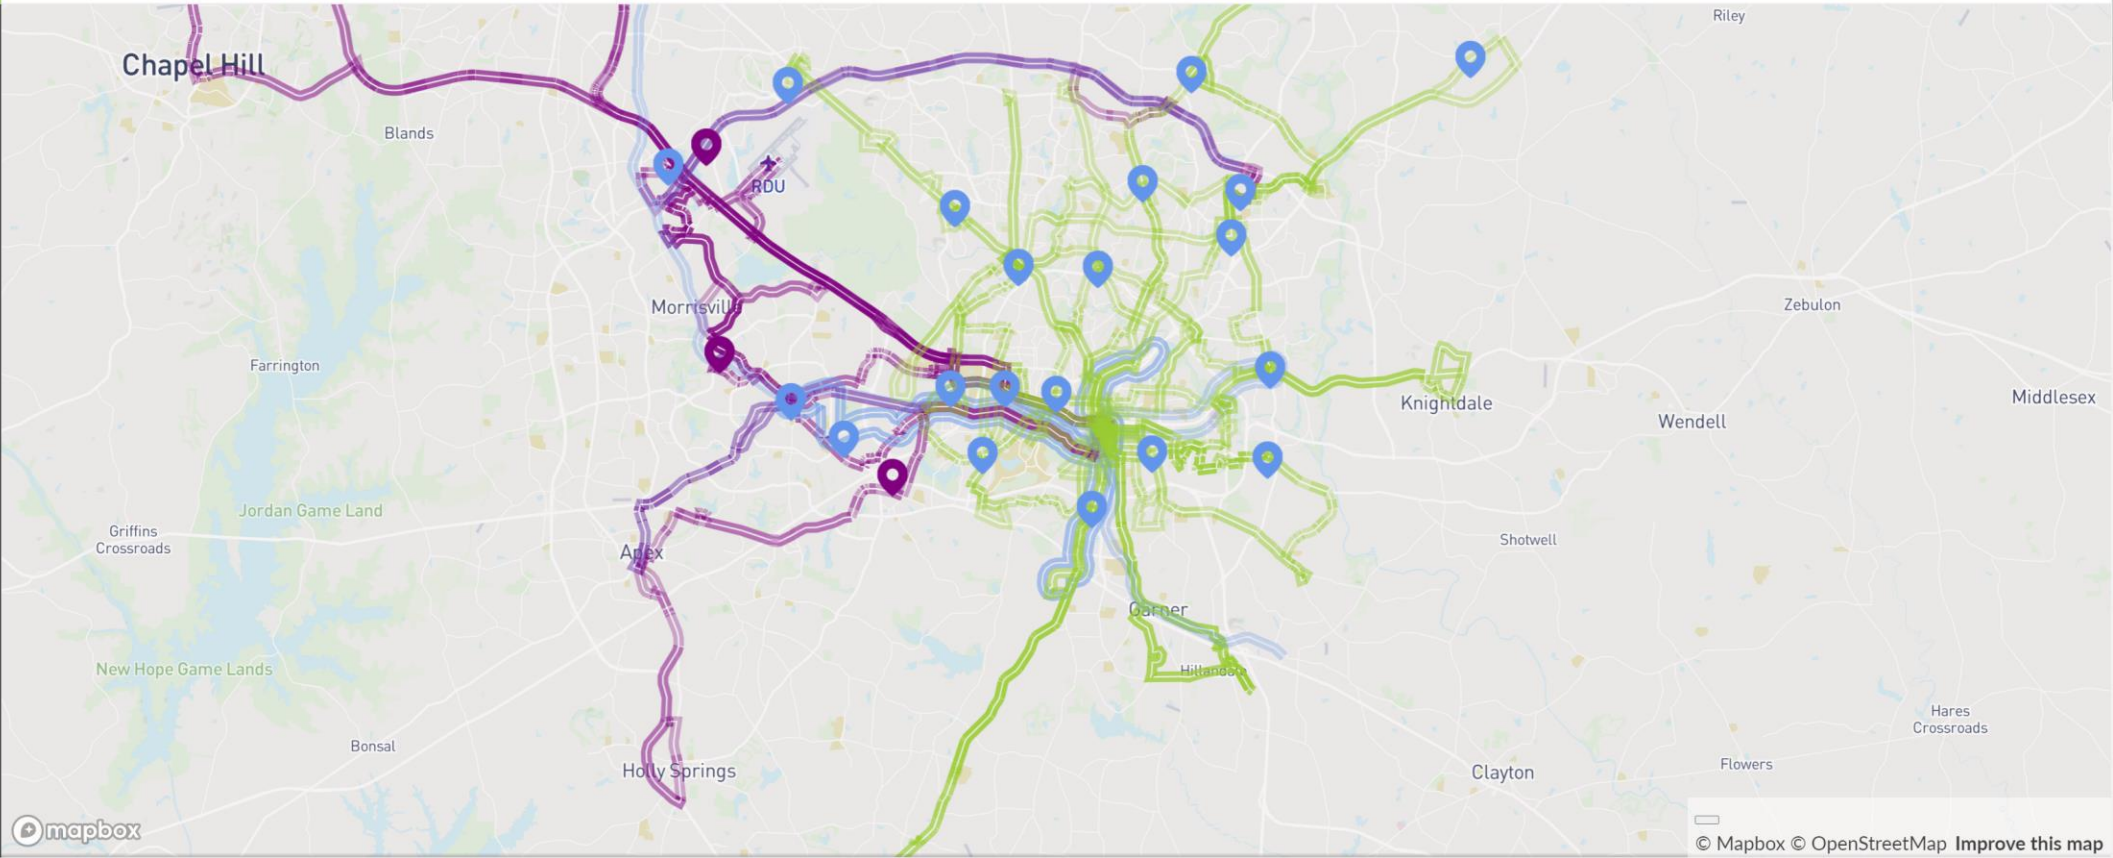 Riley
Chapel Hill
Blands
RDU
Morrisville
Zebulon
Farrington
Middlesex
Knightdale
Wendell
Jordan Game Land
Griffins
Crossroads
Apex
Shotwell
Garner
New Hope Game Lands
Hillandale
Hares
Crossroads
Bonsal
Holly Springs
Flowers
Clayton
mapbox
© Mapbox © OpenStreetMap Improve this map